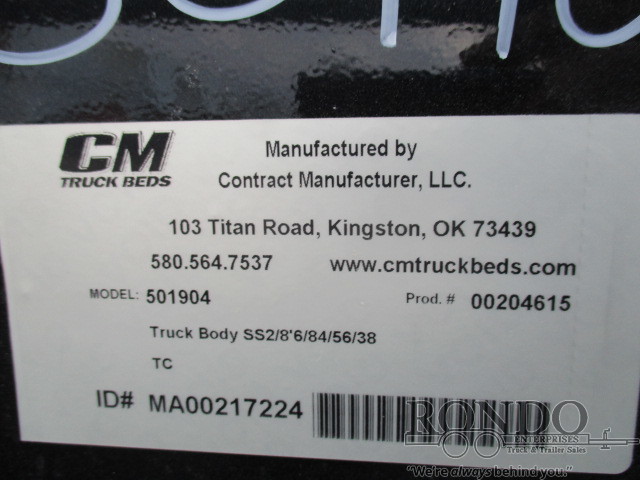 CM
TRUCK BEDS
Manufactured by
Contract Manufacturer, LLC.
103 Titan Road, Kingston, OK 73439
580.564.7537 www.cmtruckbeds.com
MODEL: 501904 Prod. # 00204615
Truck Body SS2/8'6/84/56/38
TC
ID# MA00217224
RONDO
ENTERPRISES
Truck & Trailer Sales
"We're always behind you."